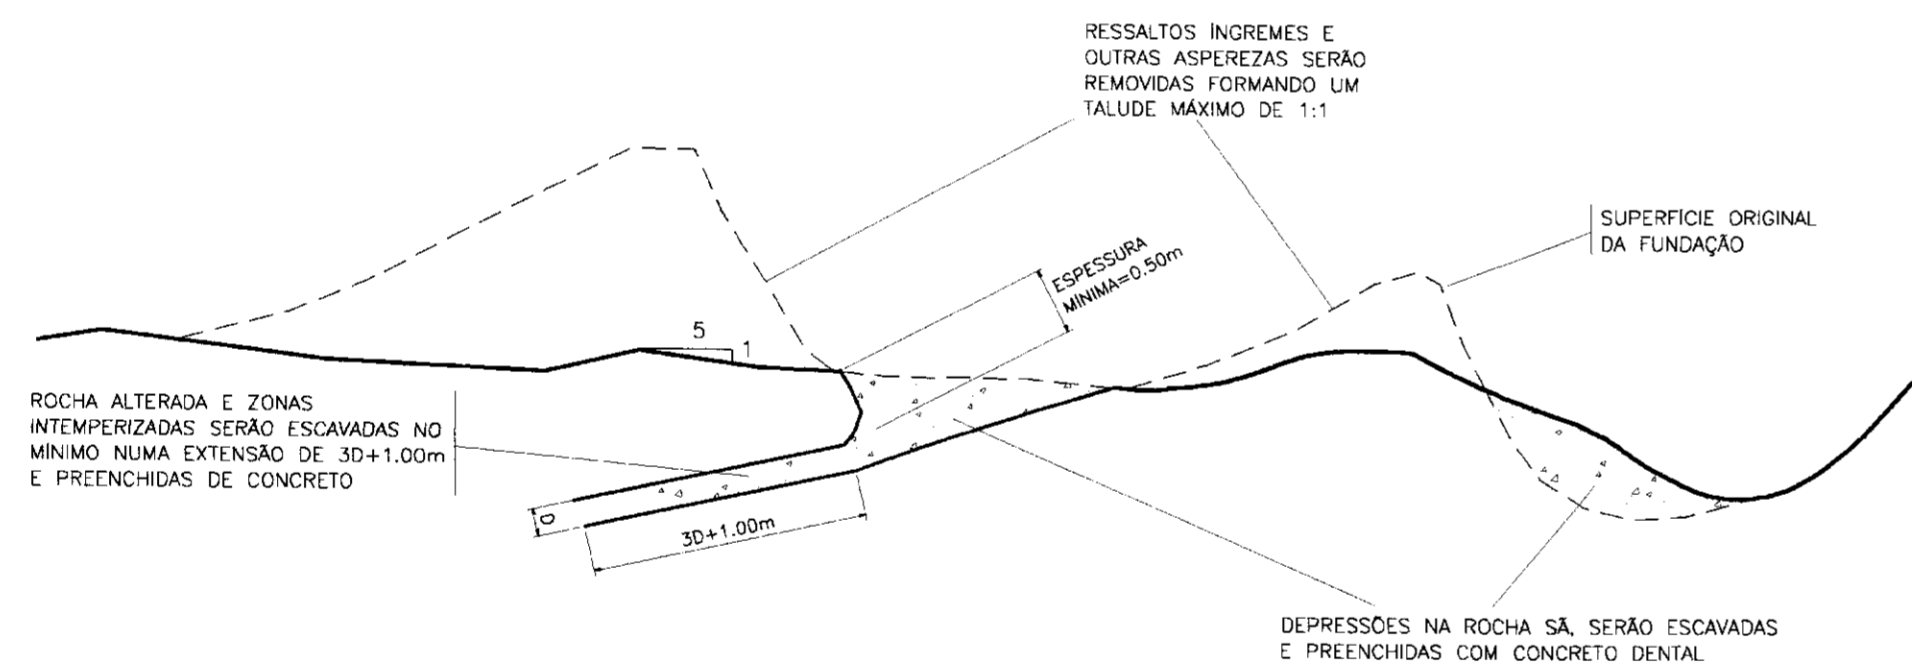 RESSALTOS ÍNGREMES E
OUTRAS ASPEREZAS SERÃO
REMOVIDAS FORMANDO UM
TALUDE MÁXIMO DE 1:1
SUPERFÍCIE ORIGINAL
DA FUNDAÇÃO
ESPESSURA
MÍNIMA=0.50m
5
1
ROCHA ALTERADA E ZONAS
INTEMPERIZADAS SERÃO ESCAVADAS NO
MÍNIMO NUMA EXTENSÃO DE 3D+1.00m
E PREENCHIDAS DE CONCRETO
D
3D+1.00m
DEPRESSÕES NA ROCHA SÃ, SERÃO ESCAVADAS
E PREENCHIDAS COM CONCRETO DENTAL